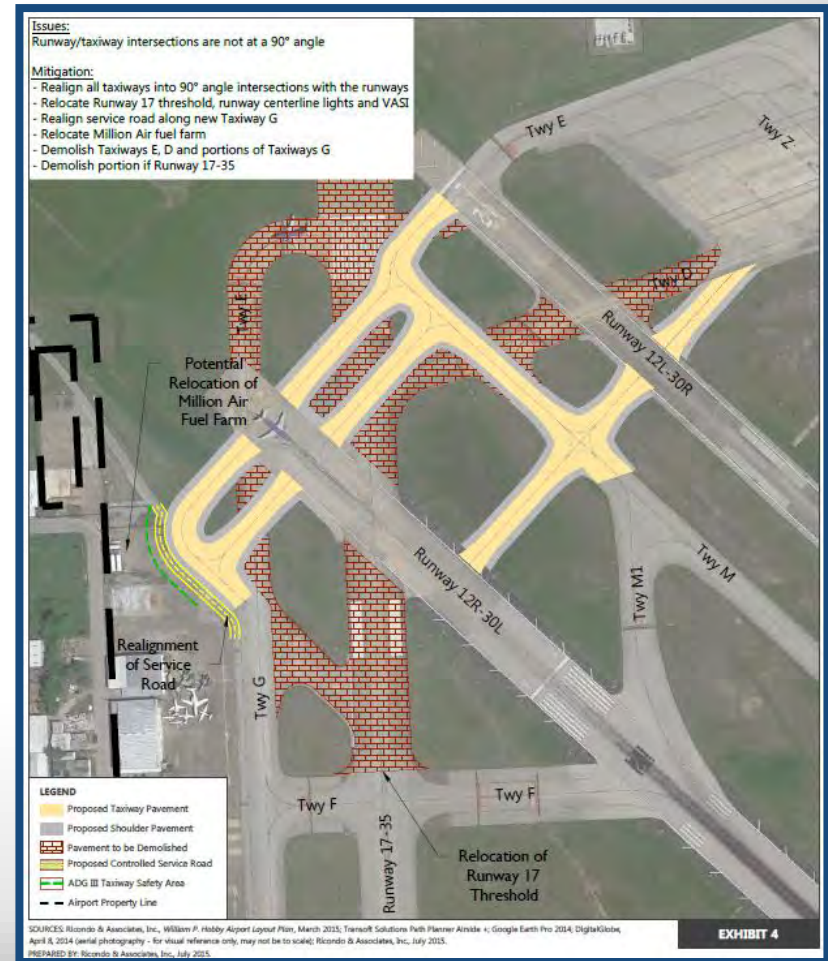 Issues:
Runway/taxiway intersections are not at a 90° angle
Mitigation:
- Realign all taxiways into 90° angle intersections with the runways
- Relocate Runway 17 threshold, runway centerline lights and VASI
- Realign service road along new Taxiway G
- Relocate Million Air fuel farm
- Demolish Taxiways E, D and portions of Taxiways G
- Demolish portion if Runway 17-35
Twy E
Twy Z
Twy D
Twy E
Runway 12L-30R
Potential
Relocation of
Million Air
Fuel Farm
Runway 12R-30L
Twy M
Twy M1
Realignment
of Service
Road
Twy G
Twy F
Twy F
Runway 17-35
Relocation of
Runway 17
Threshold
LEGEND
Proposed Taxiway Pavement
Proposed Shoulder Pavement
Pavement to be Demolished
Proposed Controlled Service Road
ADG III Taxiway Safety Area
Airport Property Line
SOURCES: Ricondo & Associates, Inc., William P. Hobby Airport Layout Plan, March 2015; Transoft Solutions Path Planner Airside +; Google Earth Pro 2014; DigitalGlobe,
April 8, 2014 (aerial photography - for visual reference only, may not be to scale); Ricondo & Associates, Inc., July 2015.
PREPARED BY: Ricondo & Associates, Inc., July 2015.
EXHIBIT 4